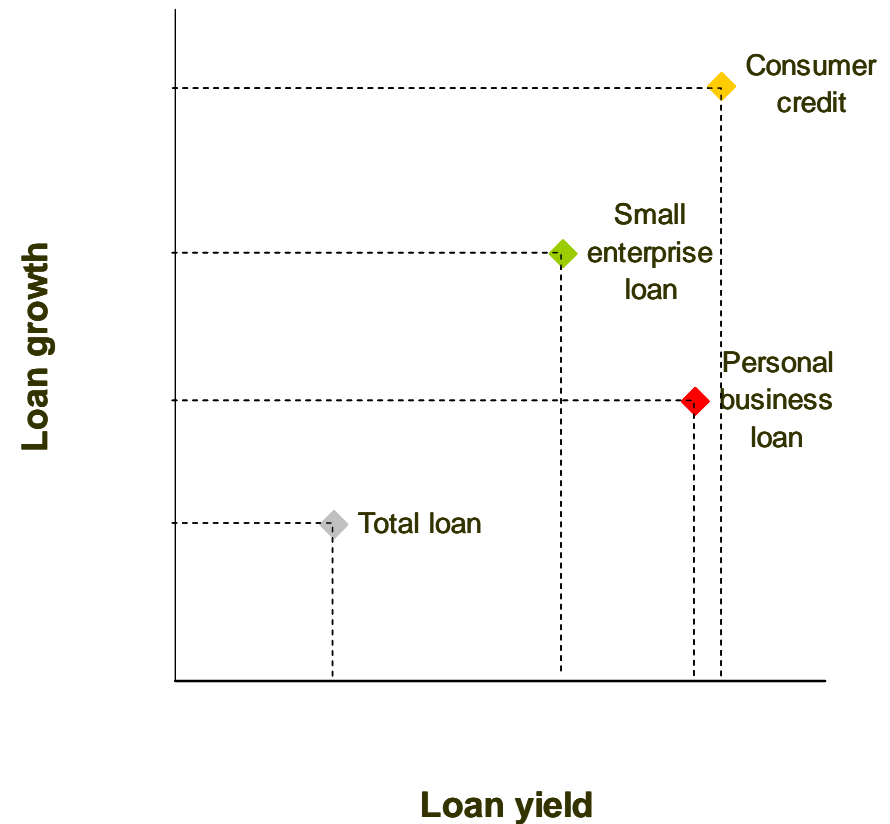 Consumer
credit
Small
enterprise
loan
Loan growth
Personal
business
loan
Total loan
Loan yield